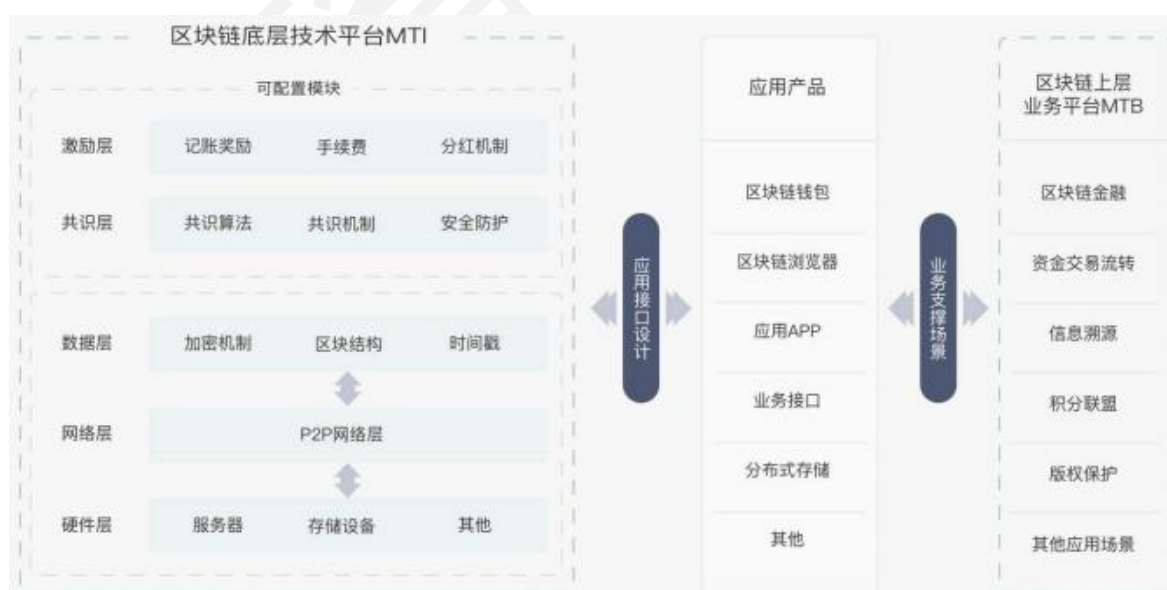 区块链底层技术平台MTI
可配置模块
激励层 记账奖励 手续费 分红机制
共识层 共识算法 共识机制 安全防护
数据层 加密机制 区块结构 时间戳
网络层 P2P网络层
硬件层 服务器 存储设备 其他
应用接口设计
应用产品
区块链钱包
区块链浏览器
应用APP
业务接口
分布式存储
其他
业务支撑场景
区块链上层
业务平台MTB
区块链金融
资金交易流转
信息溯源
积分联盟
版权保护
其他应用场景